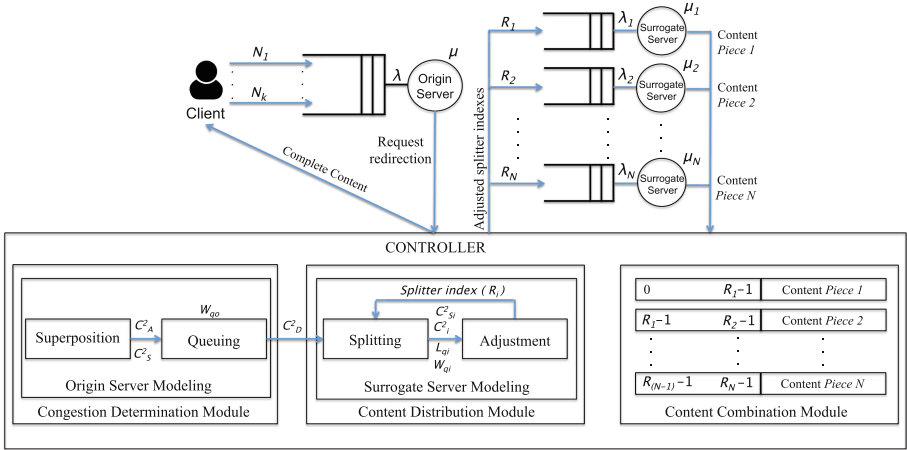 N1
Nk
Client
λ
μ
Origin
Server
Request
redirection
Complete Content
Adjusted splitter indexes
R1
λ1
μ1
Surrogate
Server
Content
Piece 1
R2
λ2
μ2
Surrogate
Server
Content
Piece 2
RN
λN
μN
Surrogate
Server
Content
Piece N
CONTROLLER
Superposition
C²A
C²S
Wqo
Queuing
Origin Server Modeling
Congestion Determination Module
C²D
Splitter index (Ri)
Splitting
C²Si
C²i
Lqi
Wqi
Adjustment
Surrogate Server Modeling
Content Distribution Module
0 R1-1 Content Piece 1
R1-1 R2-1 Content Piece 2
R(N-1)-1 RN-1 Content Piece N
Content Combination Module